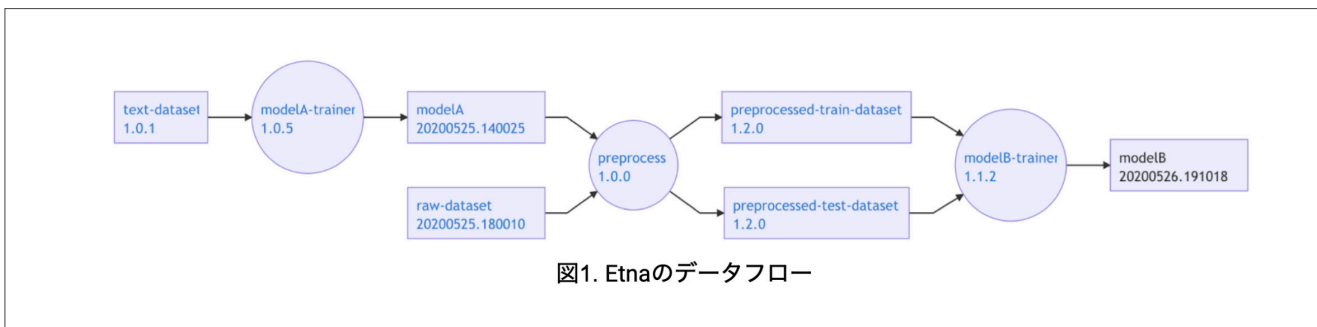 text-dataset
1.0.1
modelA-trainer
1.0.5
modelA
20200525.140025
raw-dataset
20200525.180010
preprocess
1.0.0
preprocessed-train-dataset
1.2.0
preprocessed-test-dataset
1.2.0
modelB-trainer
1.1.2
modelB
20200526.191018
図1. Etnaのデータフロー